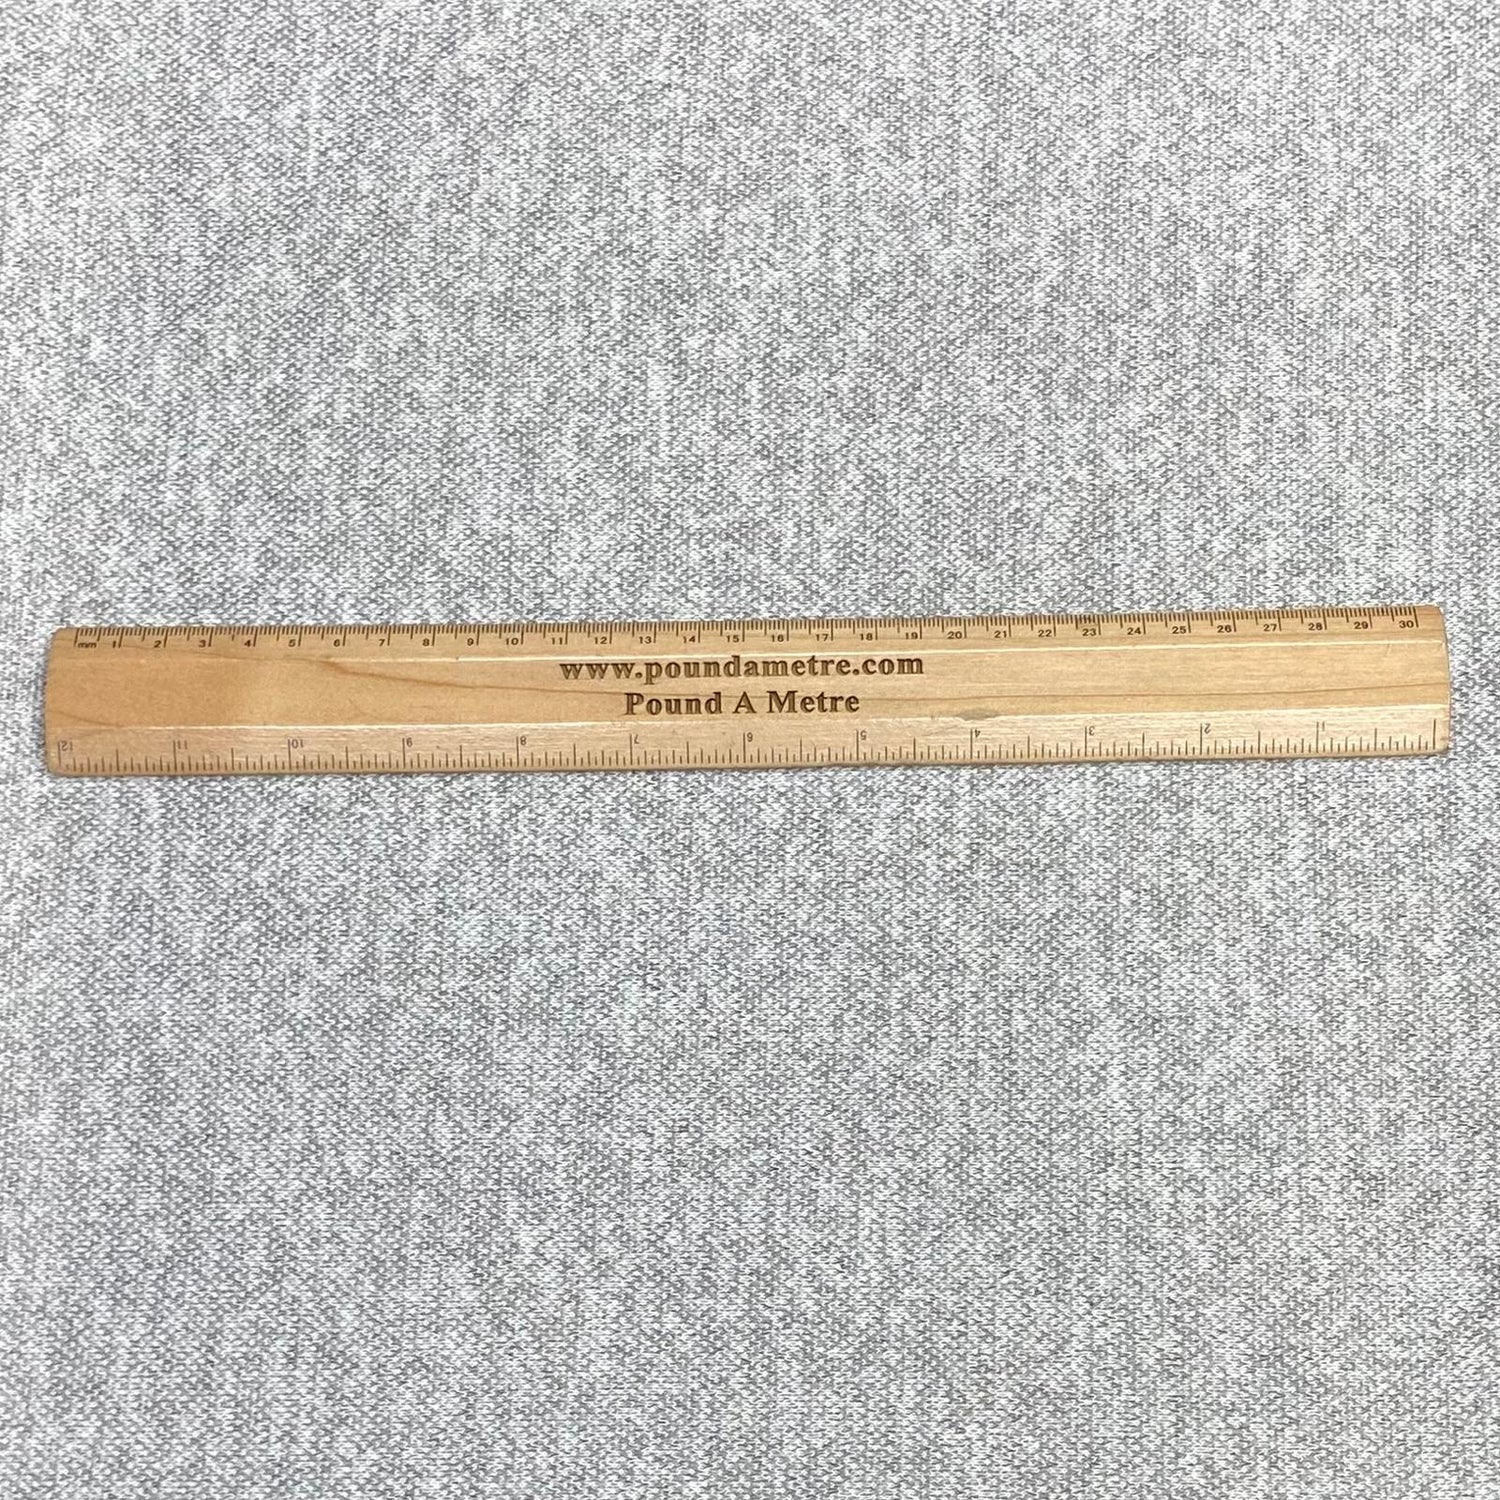 mm 1 2 3 4 5 6 7 8 9 10 11 12 13 14 15 16 17 18 19 20 21 22 23 24 25 26 27 28 29 30
www.poundametre.com
Pound A Metre
12 11 10 9 8 7 6 5 4 3 2 1